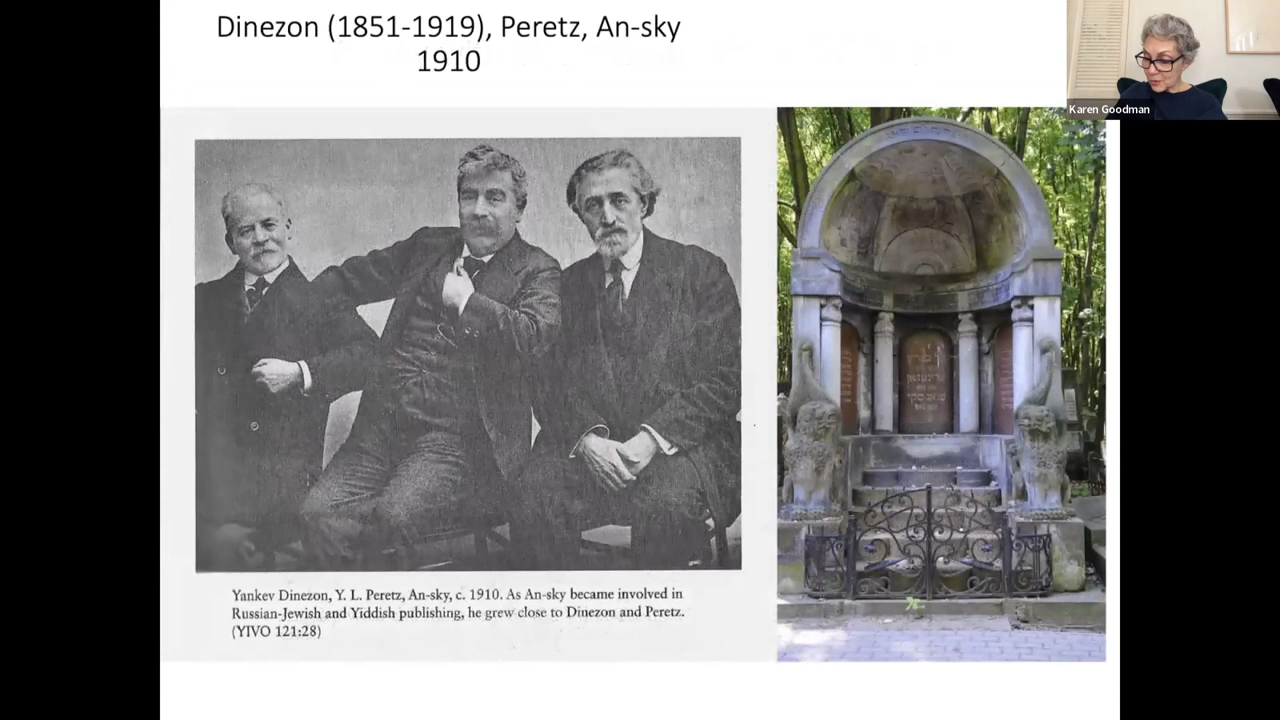 Dinezon (1851-1919), Peretz, An-sky
1910
Karen Goodman
Yankev Dinezon, Y. L. Peretz, An-sky, c. 1910. As An-sky became involved in
Russian-Jewish and Yiddish publishing, he grew close to Dinezon and Peretz.
(YIVO 121:28)
פרץ